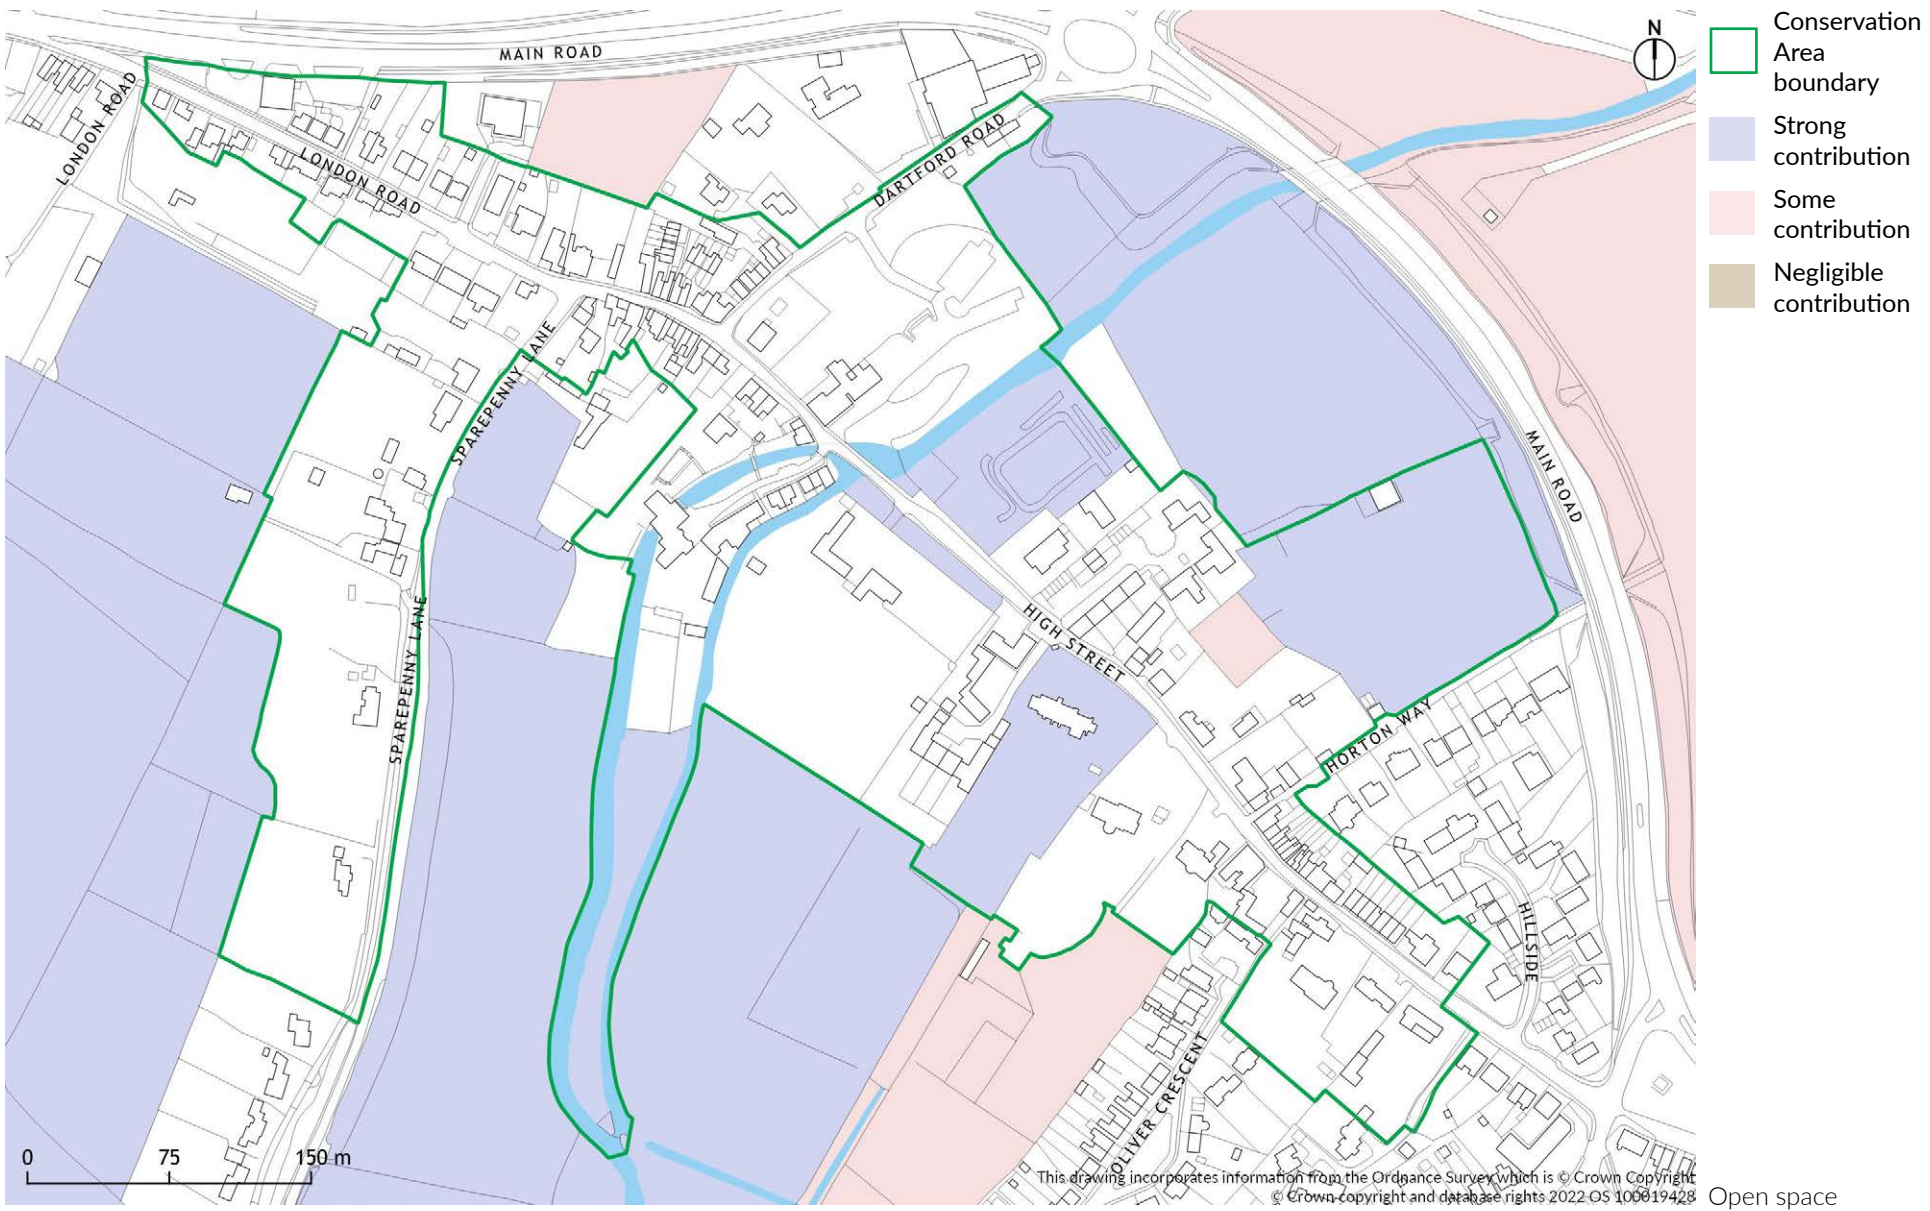 MAIN ROAD
N
LONDON ROAD
LONDON ROAD
DARTFORD ROAD
SPAREPENNY LANE
MAIN ROAD
SPAREPENNY LANE
HIGH STREET
HORTON WAY
HILLSIDE
OLIVER CRESCENT
0 75 150 m
This drawing incorporates information from the Ordnance Survey which is © Crown Copyright
© Crown copyright and database rights 2022 OS 100019428
Conservation
Area
boundary
Strong
contribution
Some
contribution
Negligible
contribution
Open space